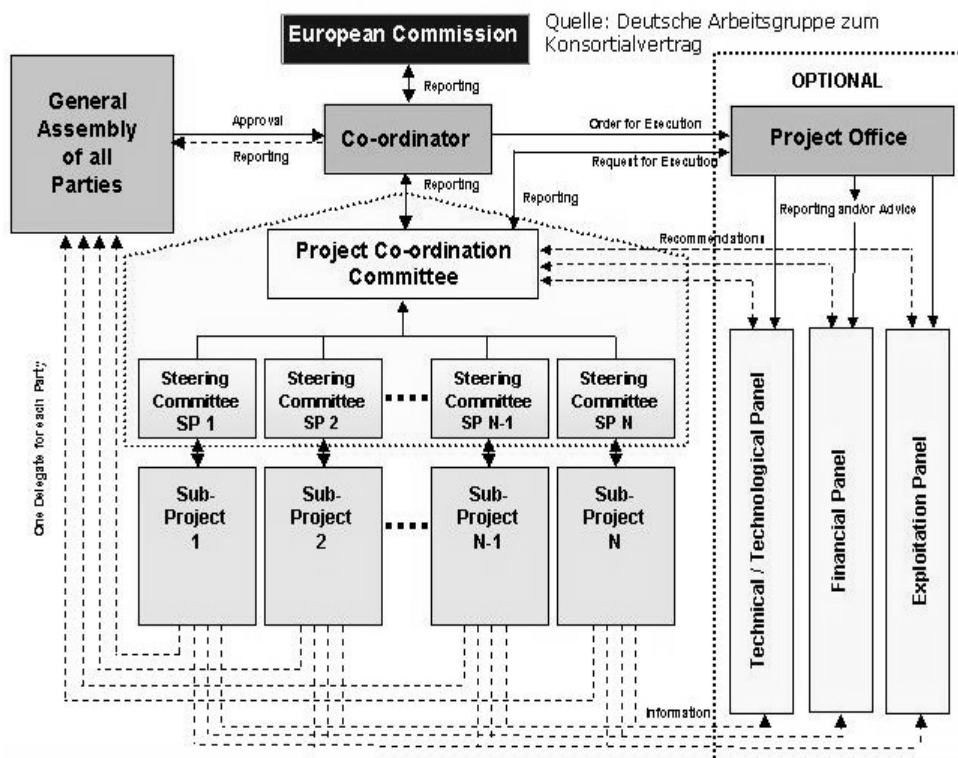 European Commission
Quelle: Deutsche Arbeitsgruppe zum
Konsortialvertrag
OPTIONAL
Reporting
General
Assembly
of all
Parties
Approval
Reporting
Co-ordinator
Order for Execution
Request for Execution
Project Office
Reporting
Reporting
Reporting and/or Advice
Recommendations
Project Co-ordination
Committee
Steering
Committee
SP 1
Steering
Committee
SP 2
Steering
Committee
SP N-1
Steering
Committee
SP N
One Delegate for each Party
Sub-
Project
1
Sub-
Project
2
Sub-
Project
N-1
Sub-
Project
N
Technical / Technological Panel
Financial Panel
Exploitation Panel
Information